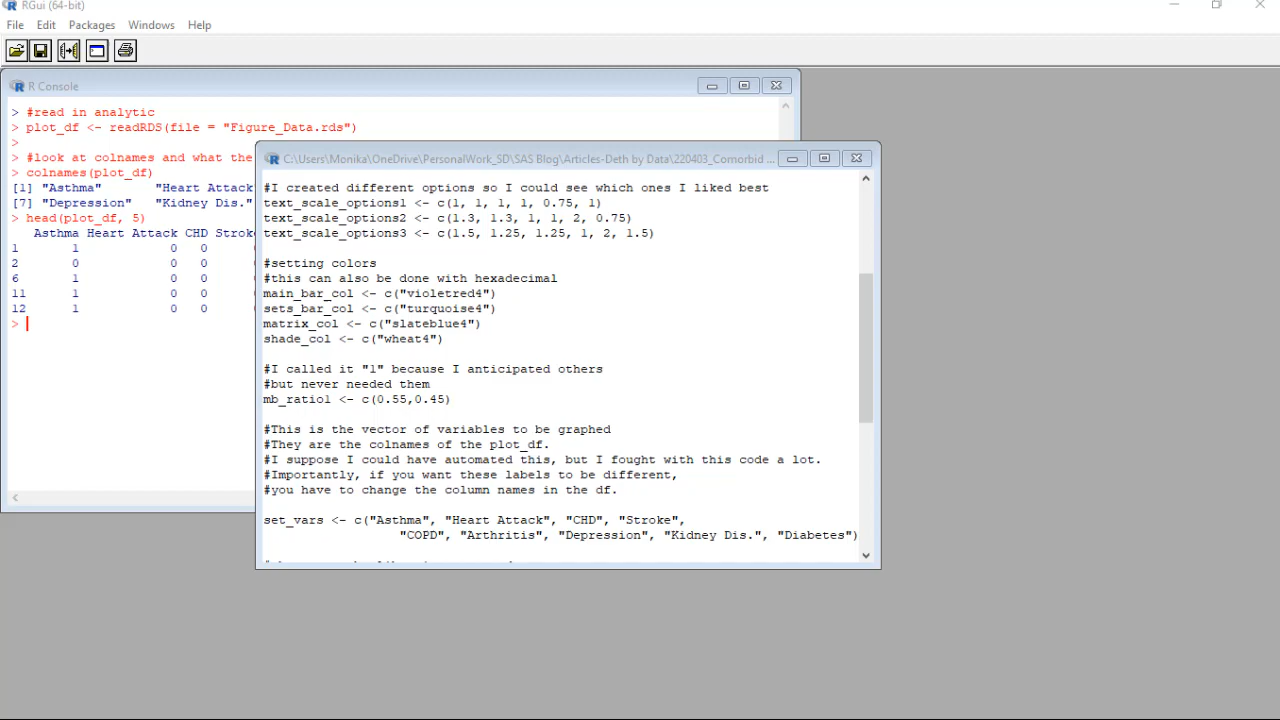 RGui (64-bit)
File Edit Packages Windows Help
R Console
> #read in analytic
> plot_df <- readRDS(file = "Figure_Data.rds")
>
> #look at colnames and what the
> colnames(plot_df)
[1] "Asthma" "Heart Attack"
[7] "Depression" "Kidney Dis."
> head(plot_df, 5)
Asthma Heart Attack CHD Stroke
1 1 0 0
2 0 0 0
6 1 0 0
11 1 0 0
12 1 0 0
>
C:\Users\Monika\OneDrive\PersonalWork_SD\SAS Blog\Articles-Deth by Data\220403_Comorbid ...
#I created different options so I could see which ones I liked best
text_scale_options1 <- c(1, 1, 1, 1, 0.75, 1)
text_scale_options2 <- c(1.3, 1.3, 1, 1, 2, 0.75)
text_scale_options3 <- c(1.5, 1.25, 1.25, 1, 2, 1.5)
#setting colors
#this can also be done with hexadecimal
main_bar_col <- c("violetred4")
sets_bar_col <- c("turquoise4")
matrix_col <- c("slateblue4")
shade_col <- c("wheat4")
#I called it "1" because I anticipated others
#but never needed them
mb_ratio1 <- c(0.55,0.45)
#This is the vector of variables to be graphed
#They are the colnames of the plot_df.
#I suppose I could have automated this, but I fought with this code a lot.
#Importantly, if you want these labels to be different,
#you have to change the column names in the df.
set_vars <- c("Asthma", "Heart Attack", "CHD", "Stroke",
"COPD", "Arthritis", "Depression", "Kidney Dis.", "Diabetes")